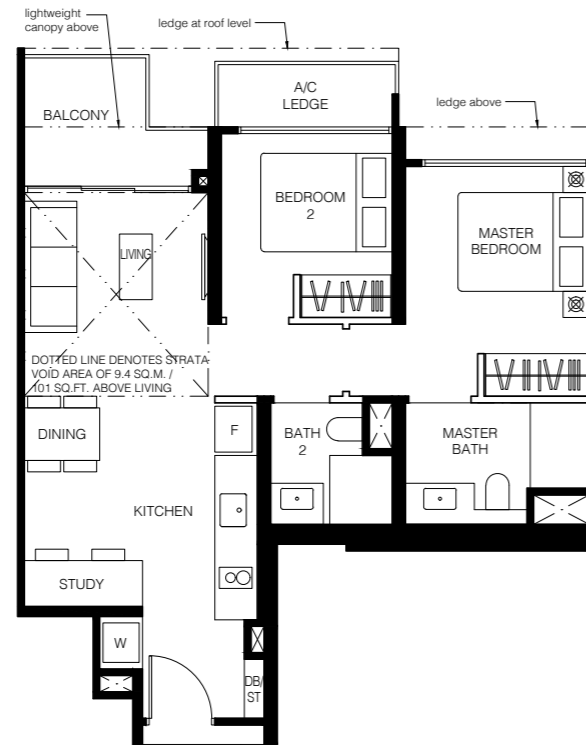 lightweight
canopy above
ledge at roof level
A/C
LEDGE
ledge above
BALCONY
BEDROOM
2
MASTER
BEDROOM
LIVING
DOTTED LINE DENOTES STRATA
VOID AREA OF 9.4 SQ.M. /
101 SQ.FT. ABOVE LIVING
DINING
F
BATH
2
MASTER
BATH
KITCHEN
STUDY
W
DB/
ST